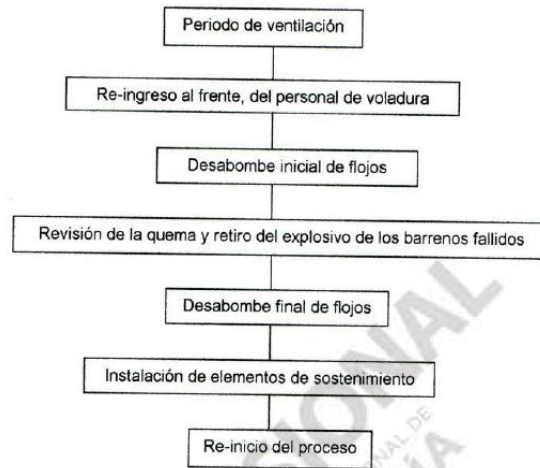 Periodo de ventilación
Re-ingreso al frente, del personal de voladura
Desabombe inicial de flojos
Revisión de la quema y retiro del explosivo de los barrenos fallidos
Desabombe final de flojos
Instalación de elementos de sostenimiento
Re-inicio del proceso